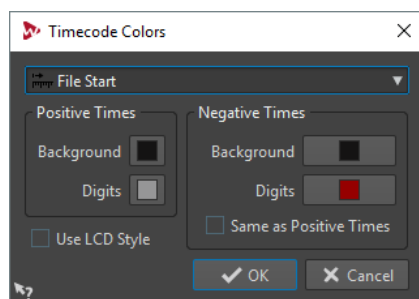 Timecode Colors
File Start
Positive Times
Negative Times
Background
Background
Digits
Digits
Same as Positive Times
Use LCD Style
OK
Cancel
?